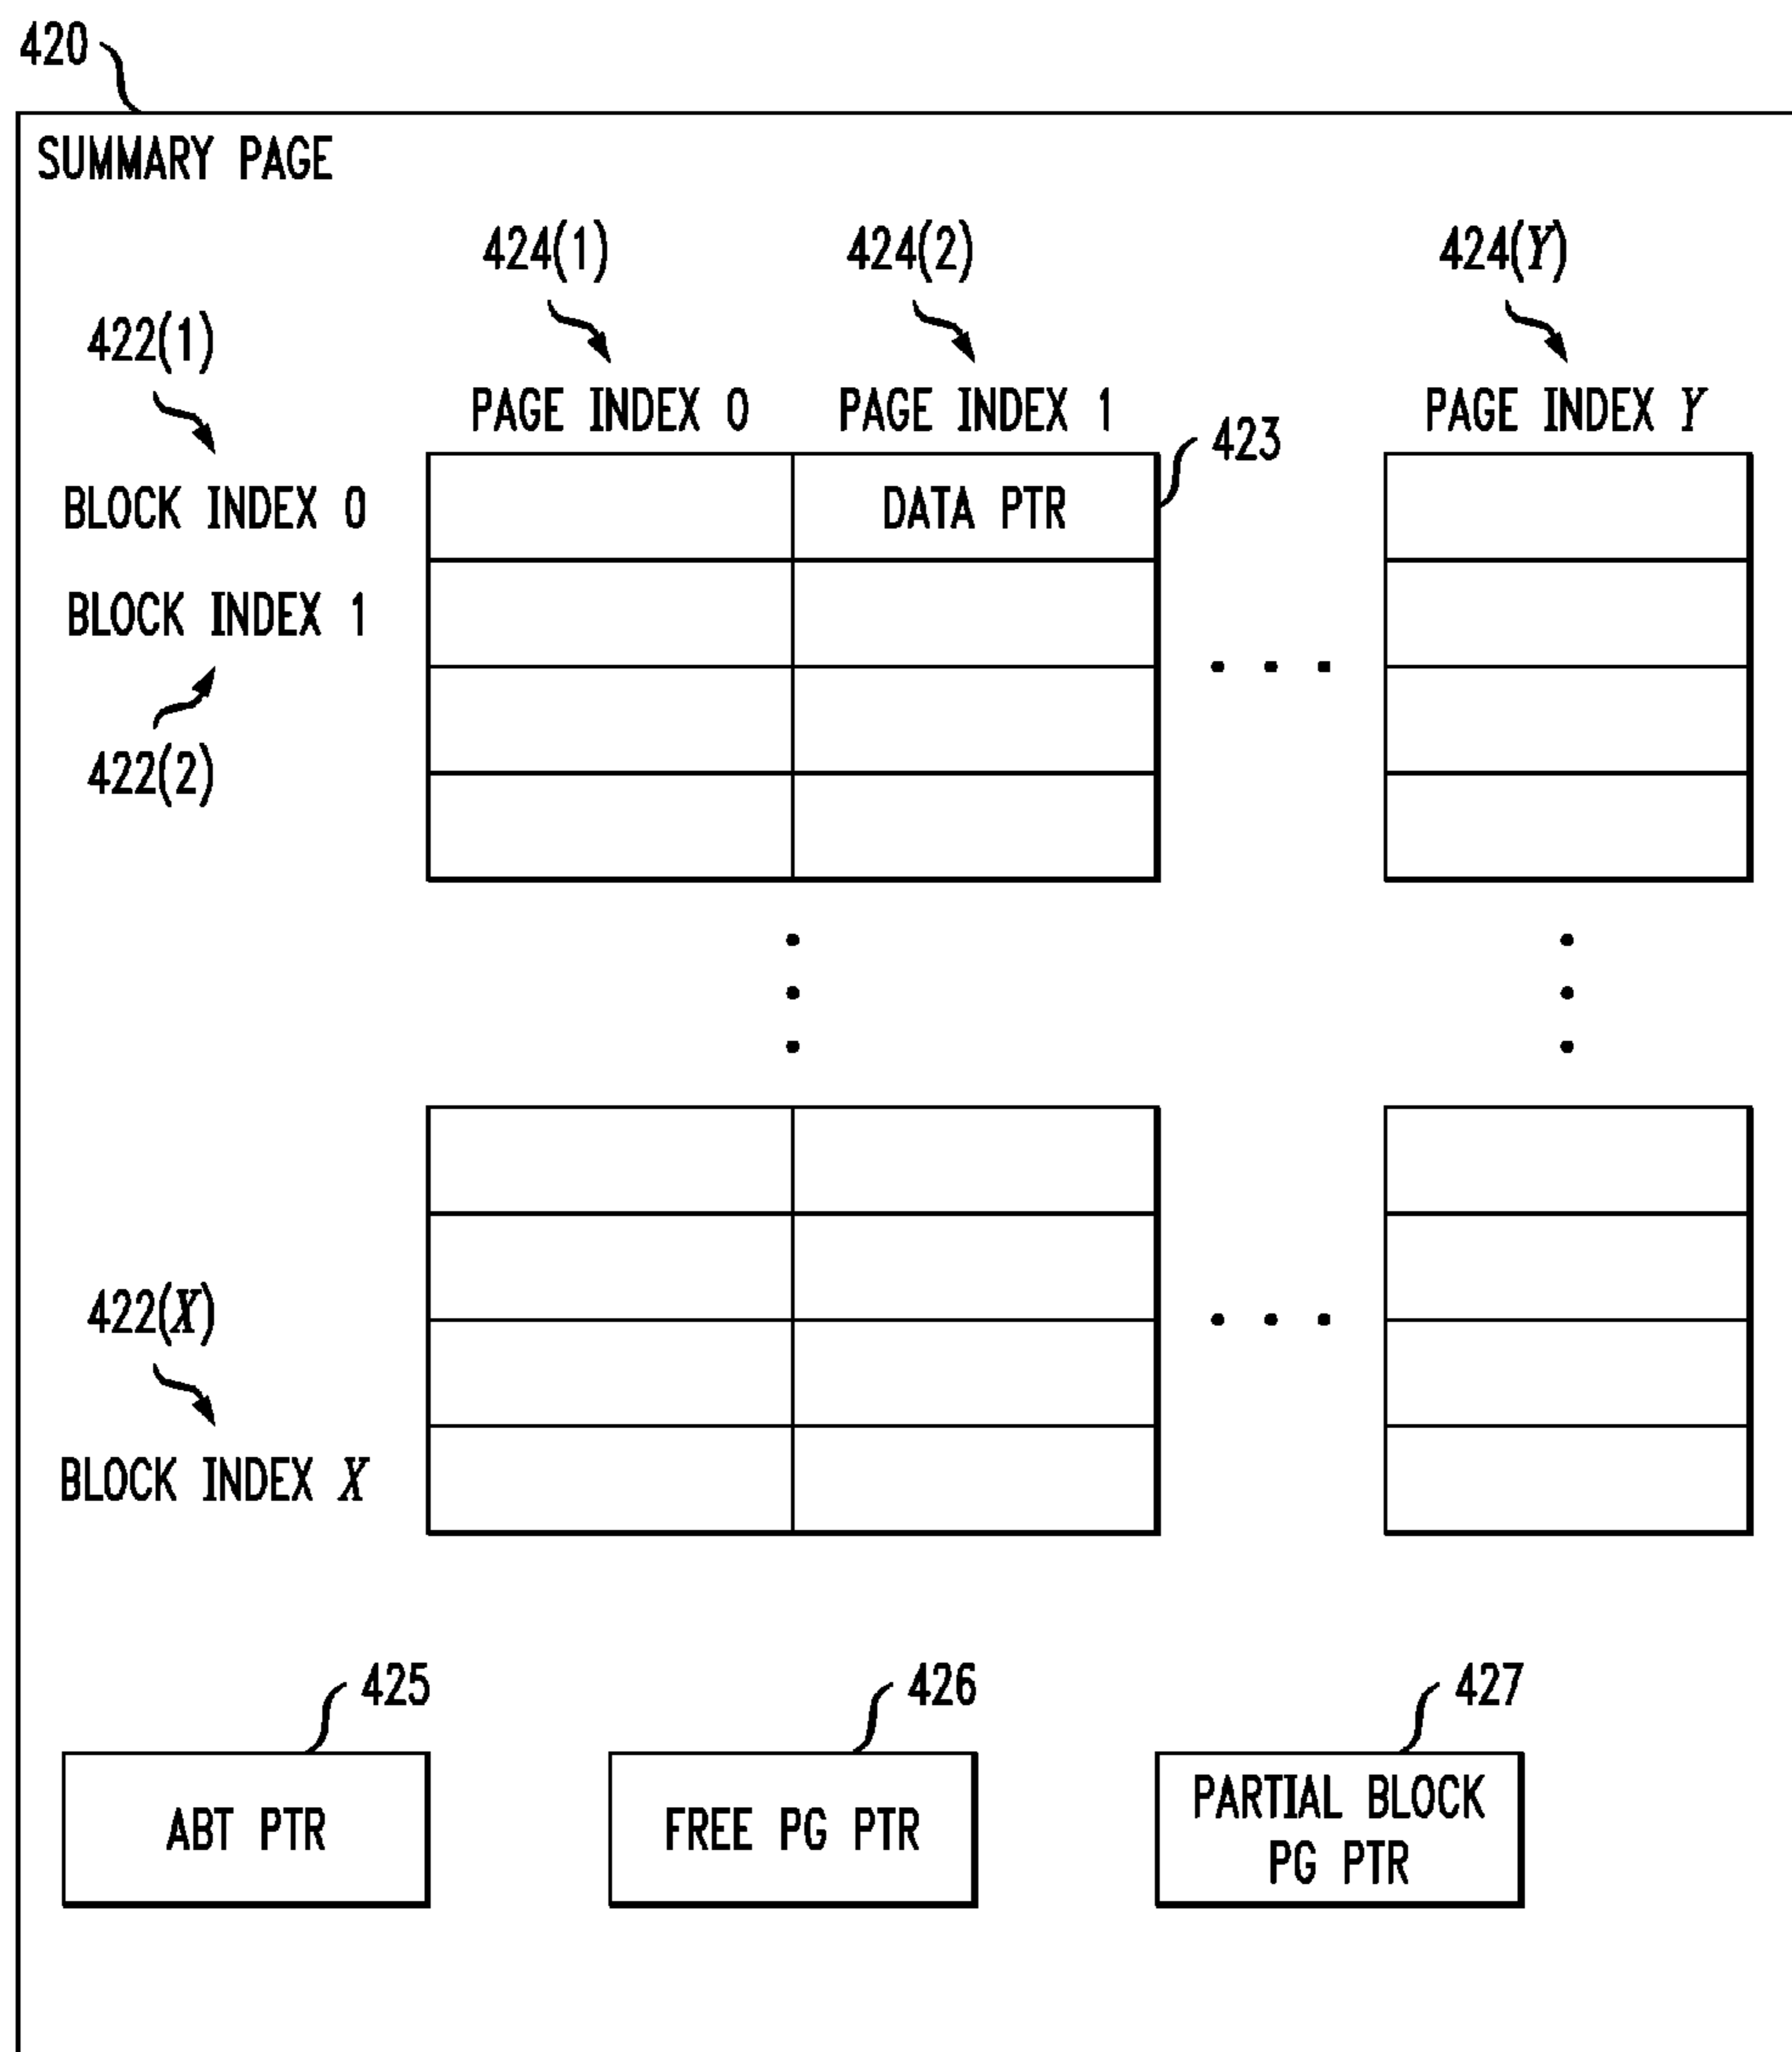 420
SUMMARY PAGE
424(1) 424(2) 424(Y)
422(1)
PAGE INDEX 0 PAGE INDEX 1 PAGE INDEX Y
423
BLOCK INDEX 0 DATA PTR
BLOCK INDEX 1
422(2)
422(X)
BLOCK INDEX X
425 426 427
ABT PTR FREE PG PTR PARTIAL BLOCK
PG PTR